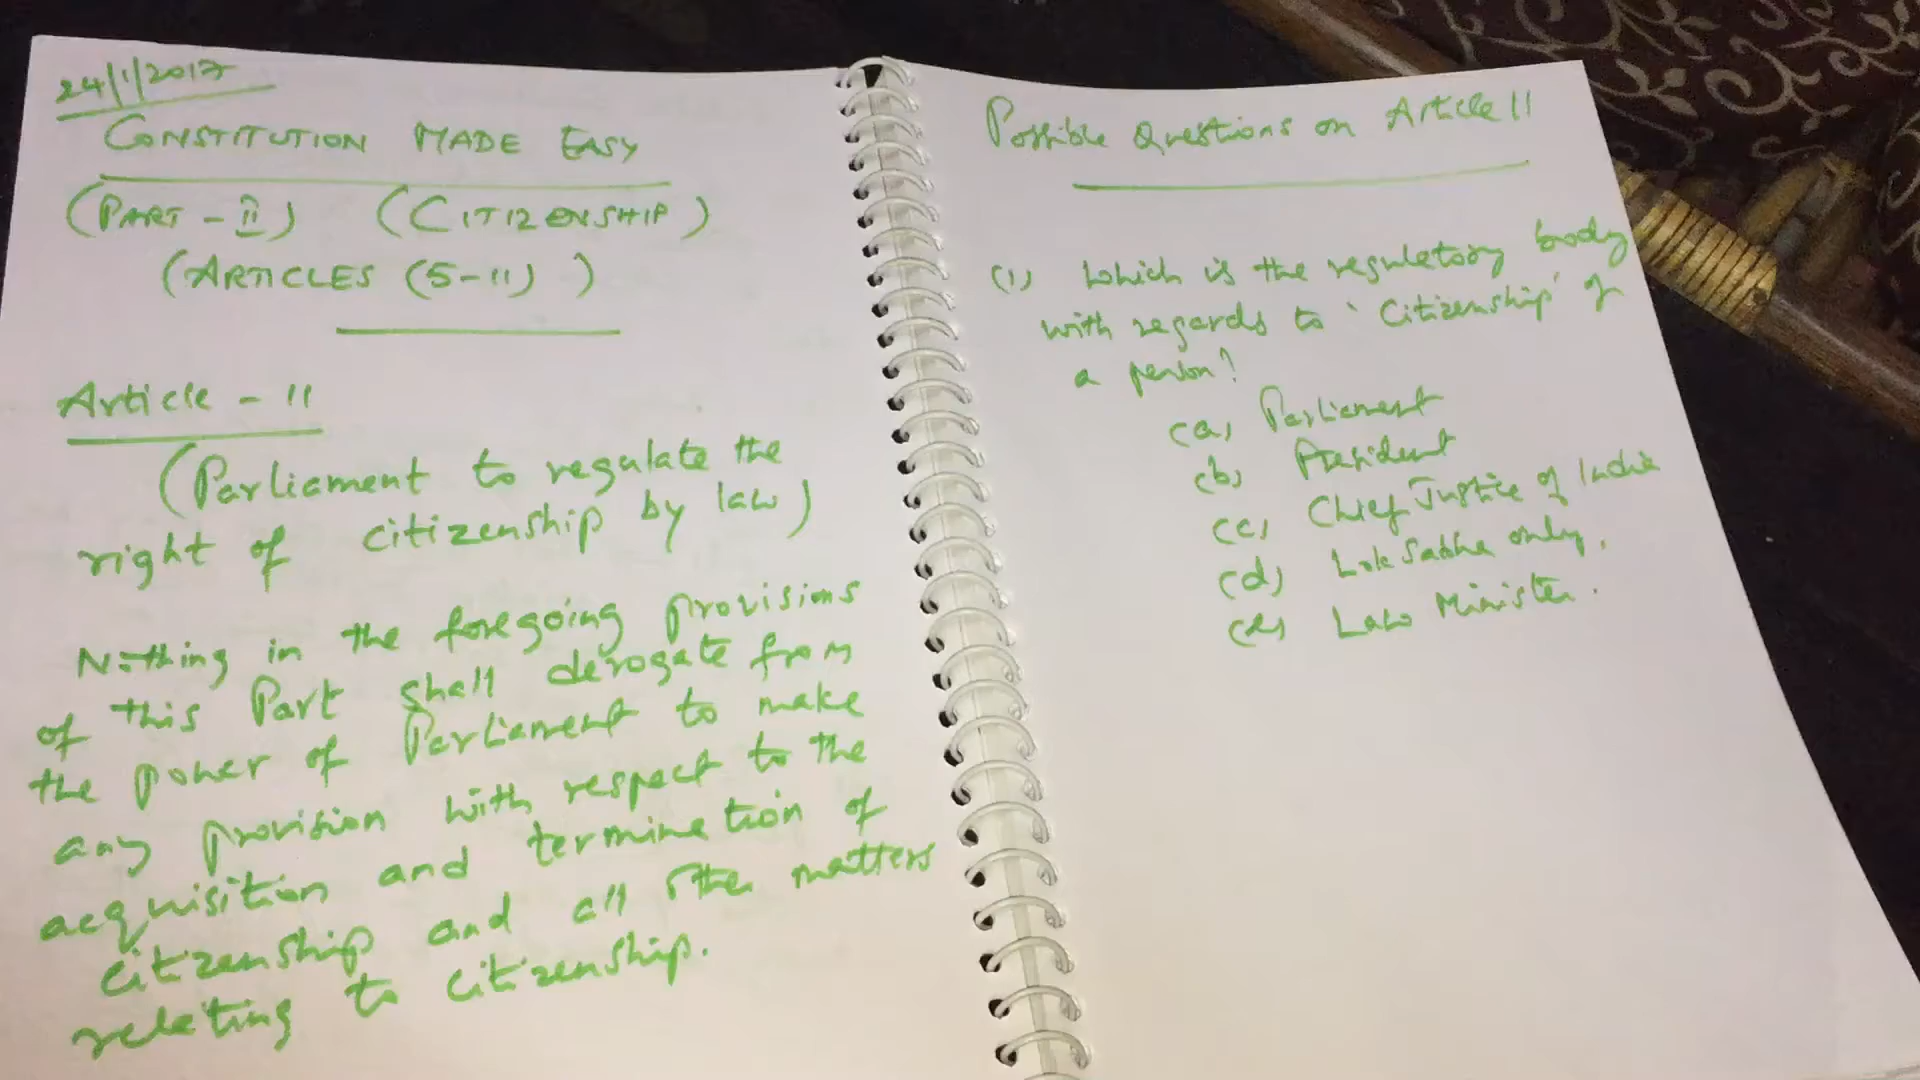 24/1/2017
CONSTITUTION MADE EASY
(PART - II) (CITIZENSHIP)
(ARTICLES (5-11) )
Article - 11
(Parliament to regulate the
right of citizenship by law)
Nothing in the foregoing provisions
of this Part shall derogate from
the power of Parliament to make
any provision with respect to the
acquisition and termination of
citizenship and all other matters
relating to citizenship.
Possible Questions on Article 11
(1) Which is the regulatory body
with regards to 'Citizenship' of
a person?
(a) Parliament
(b) President
(c) Chief Justice of India
(d) Lok Sabha only.
(e) Law Minister.